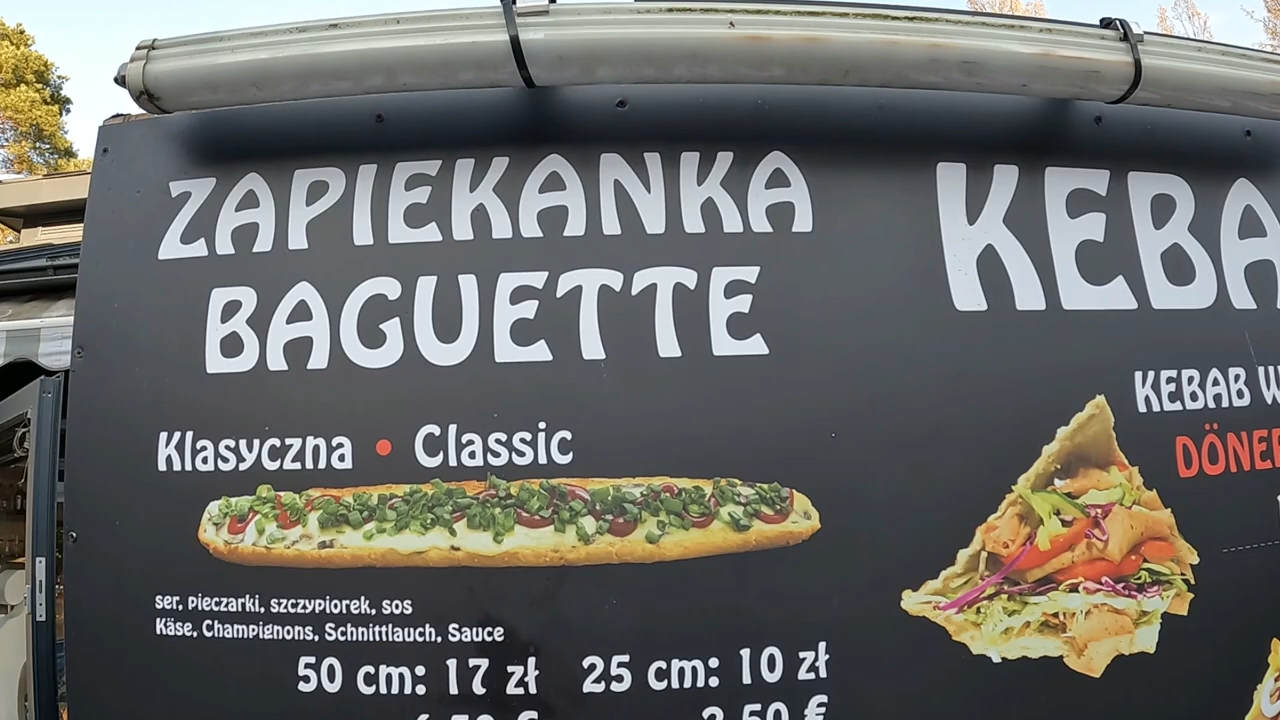 ZAPIEKANKA
BAGUETTE
Klasyczna • Classic
ser, pieczarki, szczypiorek, sos
Käse, Champignons, Schnittlauch, Sauce
50 cm: 17 zł 25 cm: 10 zł
€ €
KEBA
KEBAB W
DÖNE